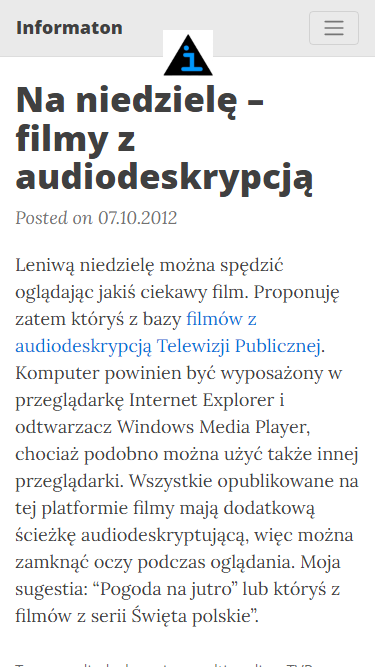 Informaton
Na niedzielę –
filmy z
audiodeskrypcją
Posted on 07.10.2012
Leniwą niedzielę można spędzić
oglądając jakiś ciekawy film. Proponuję
zatem któryś z bazy filmów z
audiodeskrypcją Telewizji Publicznej.
Komputer powinien być wyposażony w
przeglądarkę Internet Explorer i
odtwarzacz Windows Media Player,
chociaż podobno można użyć także innej
przeglądarki. Wszystkie opublikowane na
tej platformie filmy mają dodatkową
ścieżkę audiodeskryptującą, więc można
zamknąć oczy podczas oglądania. Moja
sugestia: “Pogoda na jutro” lub któryś z
filmów z serii Święta polskie”.